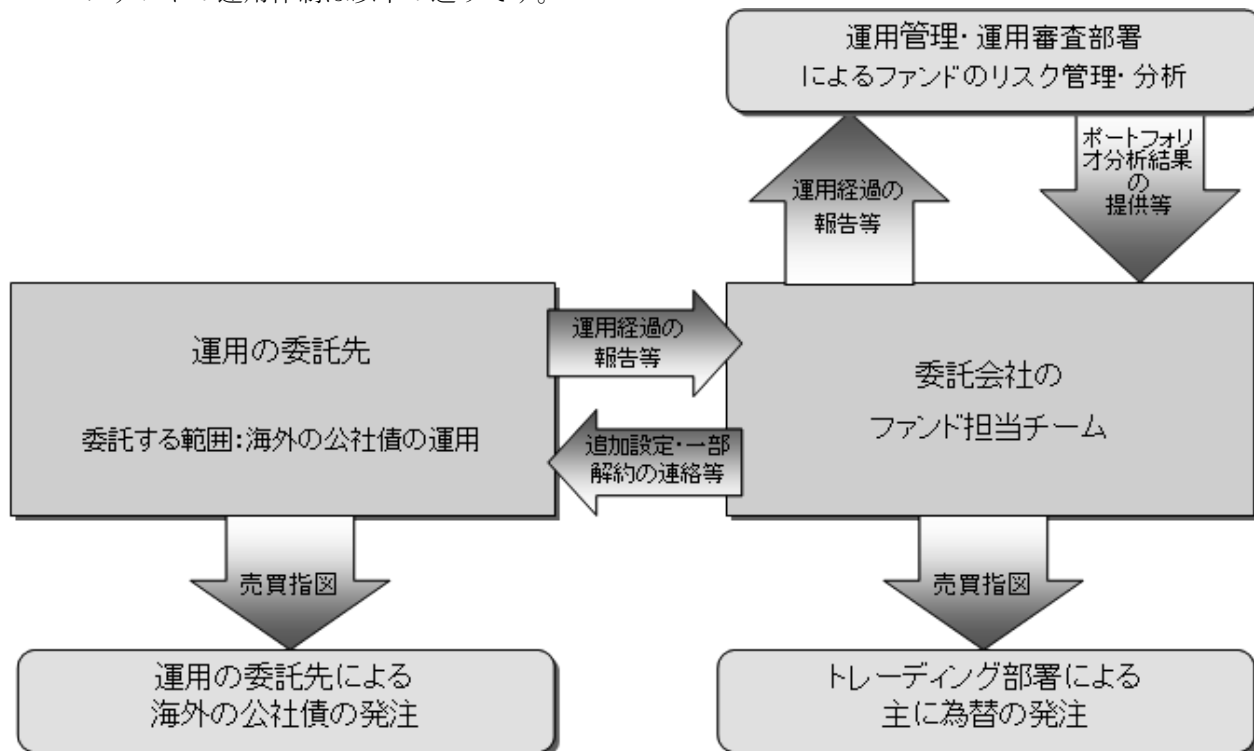 運用管理・運用審査部署
によるファンドのリスク管理・分析
運用経過の
報告等
ポートフォリ
オ分析結果
の
提供等
運用の委託先
委託する範囲:海外の公社債の運用
運用経過の
報告等
追加設定・一部
解約の連絡等
委託会社の
ファンド担当チーム
売買指図
売買指図
運用の委託先による
海外の公社債の発注
トレーディング部署による
主に為替の発注